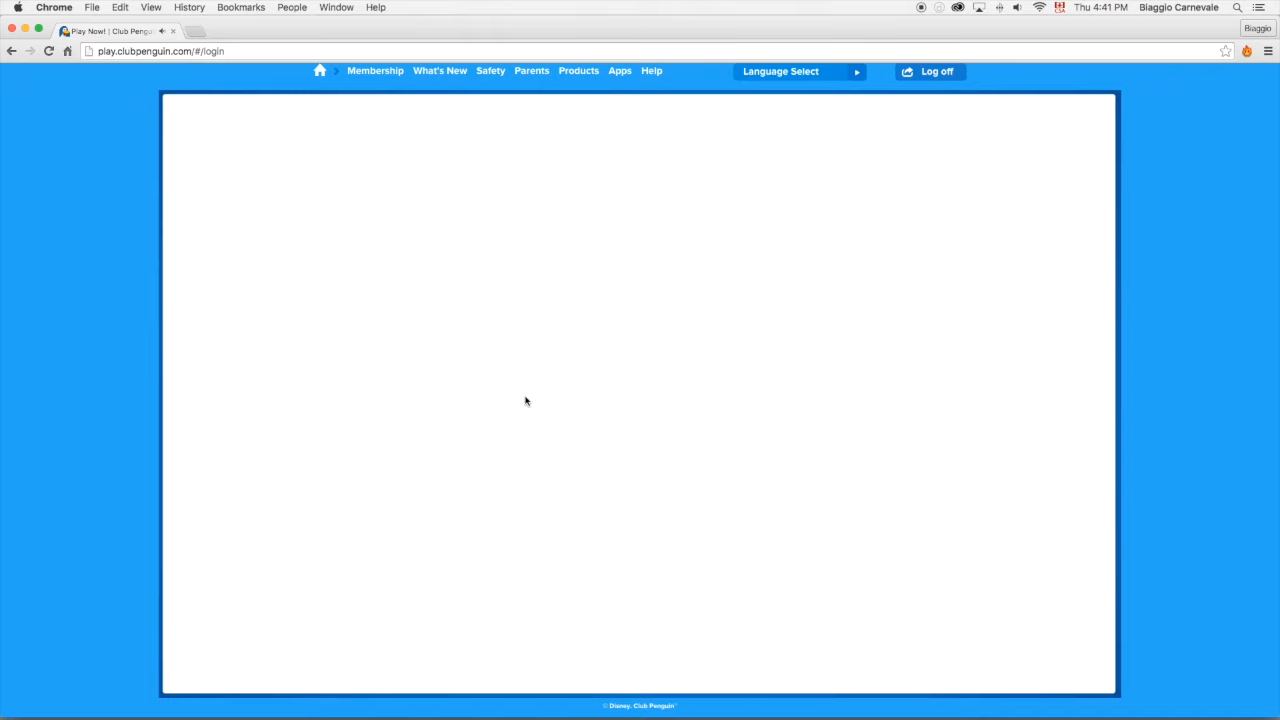 Chrome File Edit View History Bookmarks People Window Help Thu 4:41 PM Biaggio Carnevale
Play Now! | Club Pengu Biaggio
play.clubpenguin.com/#/login
Membership What's New Safety Parents Products Apps Help Language Select Log off
© Disney. Club Penguin